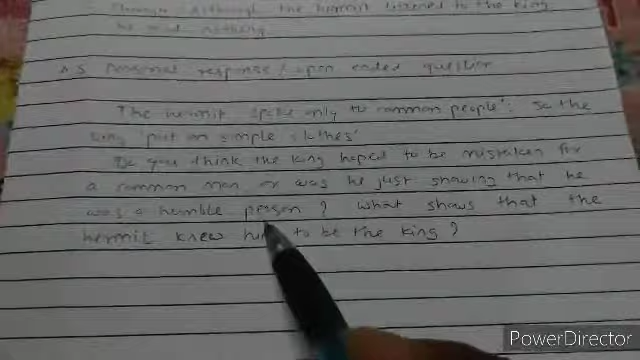 although the hermit listened to the king
he said nothing
A5 personal response / open ended question
The hermit spoke only to common people'. So the
king 'put on simple clothes'
Do you think the king hoped to be mistaken for
a common man or was he just showing that he
was a humble person? What shows that the
hermit knew him to be the king?
PowerDirector